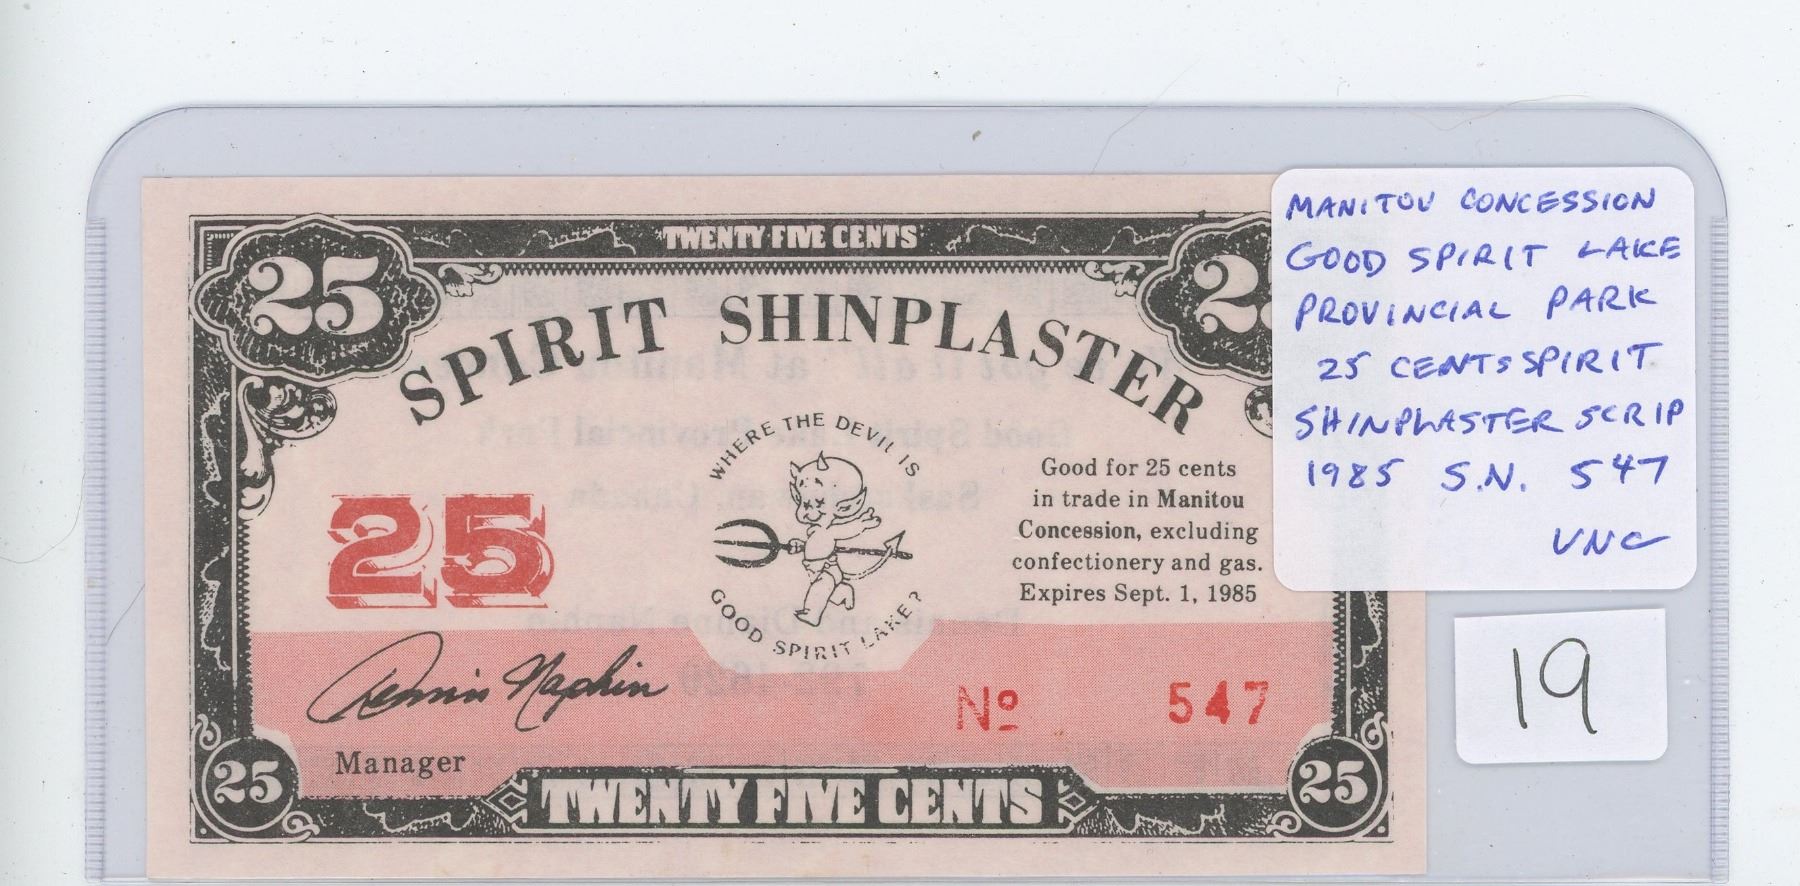 TWENTY FIVE CENTS
25
SPIRIT SHINPLASTER
WHERE THE DEVIL IS
GOOD SPIRIT LAKE?
25
Good for 25 cents
in trade in Manitou
Concession, excluding
confectionery and gas.
Expires Sept. 1, 1985
Dennis Naphin
Manager
No 547
25
TWENTY FIVE CENTS
25
MANITOU CONCESSION
GOOD SPIRIT LAKE
PROVINCIAL PARK
25 CENTS SPIRIT
SHINPLASTER SCRIP
1985 S.N. 547
UNC
19